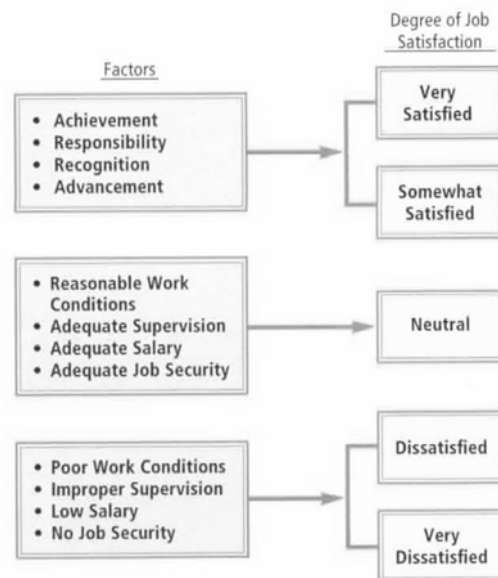 Degree of Job
Satisfaction
Factors
• Achievement
• Responsibility
• Recognition
• Advancement
Very
Satisfied
Somewhat
Satisfied
• Reasonable Work
Conditions
• Adequate Supervision
• Adequate Salary
• Adequate Job Security
Neutral
• Poor Work Conditions
• Improper Supervision
• Low Salary
• No Job Security
Dissatisfied
Very
Dissatisfied